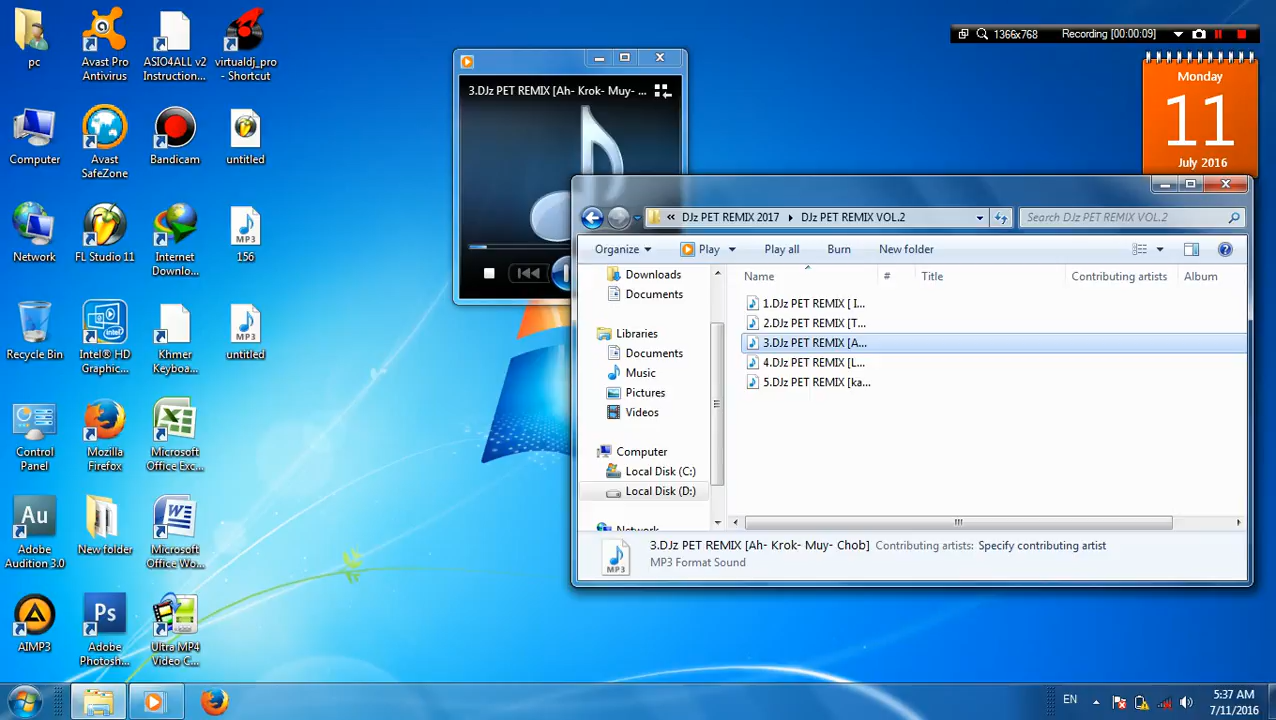 pc
Avast Pro
Antivirus
ASIO4ALL v2
Instruction...
virtualdj_pro
- Shortcut
Computer
Avast
SafeZone
Bandicam
untitled
Network
FL Studio 11
Internet
Downlo...
156
Recycle Bin
Intel® HD
Graphic...
Khmer
Keyboa...
untitled
Control
Panel
Mozilla
Firefox
Microsoft
Office Exc...
Adobe
Audition 3.0
New folder
Microsoft
Office Wo...
AIMP3
Adobe
Photosh...
Ultra MP4
Video C...
1366x768
Recording [00:00:09]
Monday
11
July 2016
3.DJz PET REMIX [Ah- Krok- Muy- ...
« DJz PET REMIX 2017 DJz PET REMIX VOL.2
Search DJz PET REMIX VOL.2
Organize Play Play all Burn New folder
Downloads
Documents
Libraries
Documents
Music
Pictures
Videos
Computer
Local Disk (C:)
Local Disk (D:)
Network
Name # Title Contributing artists Album
1.DJz PET REMIX [ I...
2.DJz PET REMIX [T...
3.DJz PET REMIX [A...
4.DJz PET REMIX [L...
5.DJz PET REMIX [ka...
3.DJz PET REMIX [Ah- Krok- Muy- Chob] Contributing artists: Specify contributing artist
MP3 Format Sound
EN
5:37 AM
7/11/2016